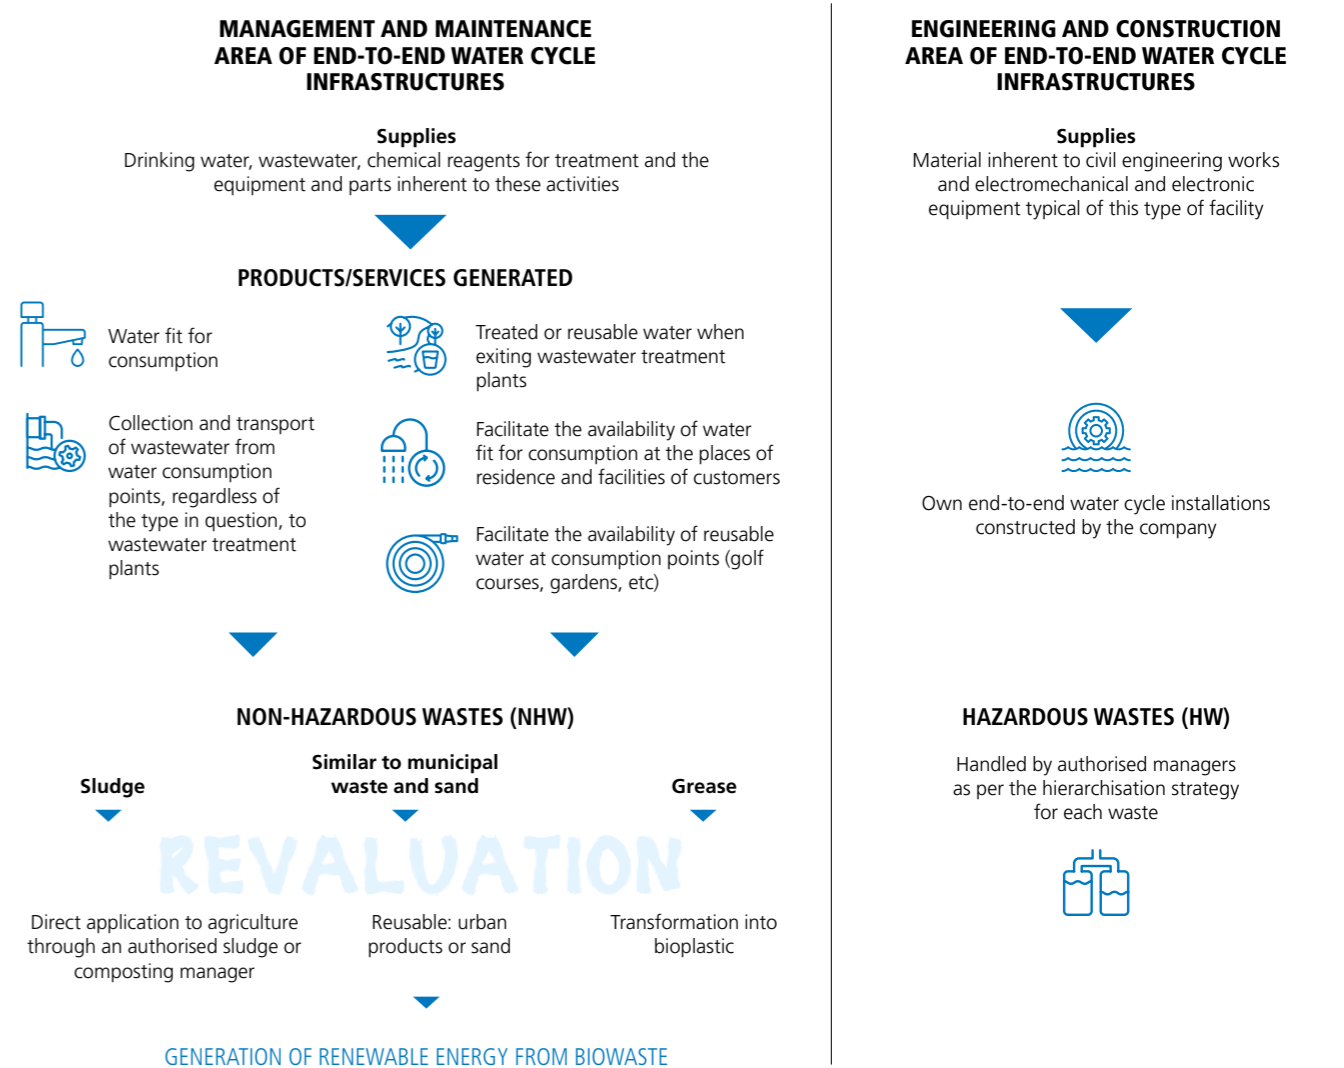 MANAGEMENT AND MAINTENANCE
AREA OF END-TO-END WATER CYCLE
INFRASTRUCTURES
Supplies
Drinking water, wastewater, chemical reagents for treatment and the
equipment and parts inherent to these activities
PRODUCTS/SERVICES GENERATED
Water fit for
consumption
Collection and transport
of wastewater from
water consumption
points, regardless of
the type in question, to
wastewater treatment
plants
Treated or reusable water when
exiting wastewater treatment
plants
Facilitate the availability of water
fit for consumption at the places of
residence and facilities of customers
Facilitate the availability of reusable
water at consumption points (golf
courses, gardens, etc)
NON-HAZARDOUS WASTES (NHW)
Sludge
Similar to municipal
waste and sand
Grease
REVALUATION
Direct application to agriculture
through an authorised sludge or
composting manager
Reusable: urban
products or sand
Transformation into
bioplastic
GENERATION OF RENEWABLE ENERGY FROM BIOWASTE
ENGINEERING AND CONSTRUCTION
AREA OF END-TO-END WATER CYCLE
INFRASTRUCTURES
Supplies
Material inherent to civil engineering works
and electromechanical and electronic
equipment typical of this type of facility
Own end-to-end water cycle installations
constructed by the company
HAZARDOUS WASTES (HW)
Handled by authorised managers
as per the hierarchisation strategy
for each waste